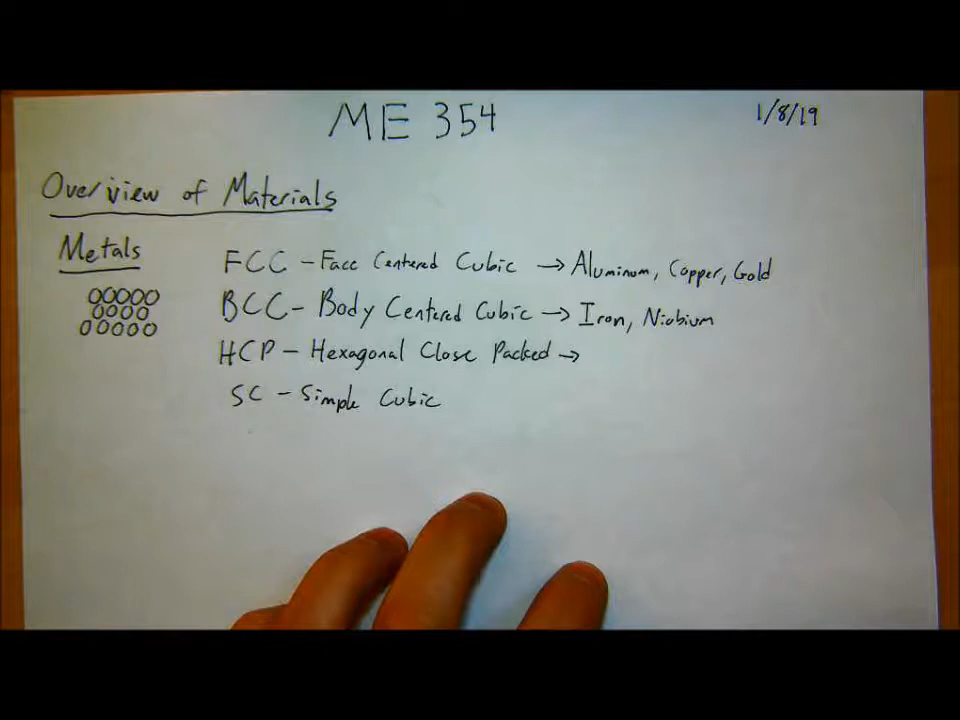 ME 354
1/8/19
Overview of Materials
Metals
FCC - Face Centered Cubic → Aluminum, Copper, Gold
BCC - Body Centered Cubic → Iron, Niobium
HCP - Hexagonal Close Packed →
SC - Simple Cubic